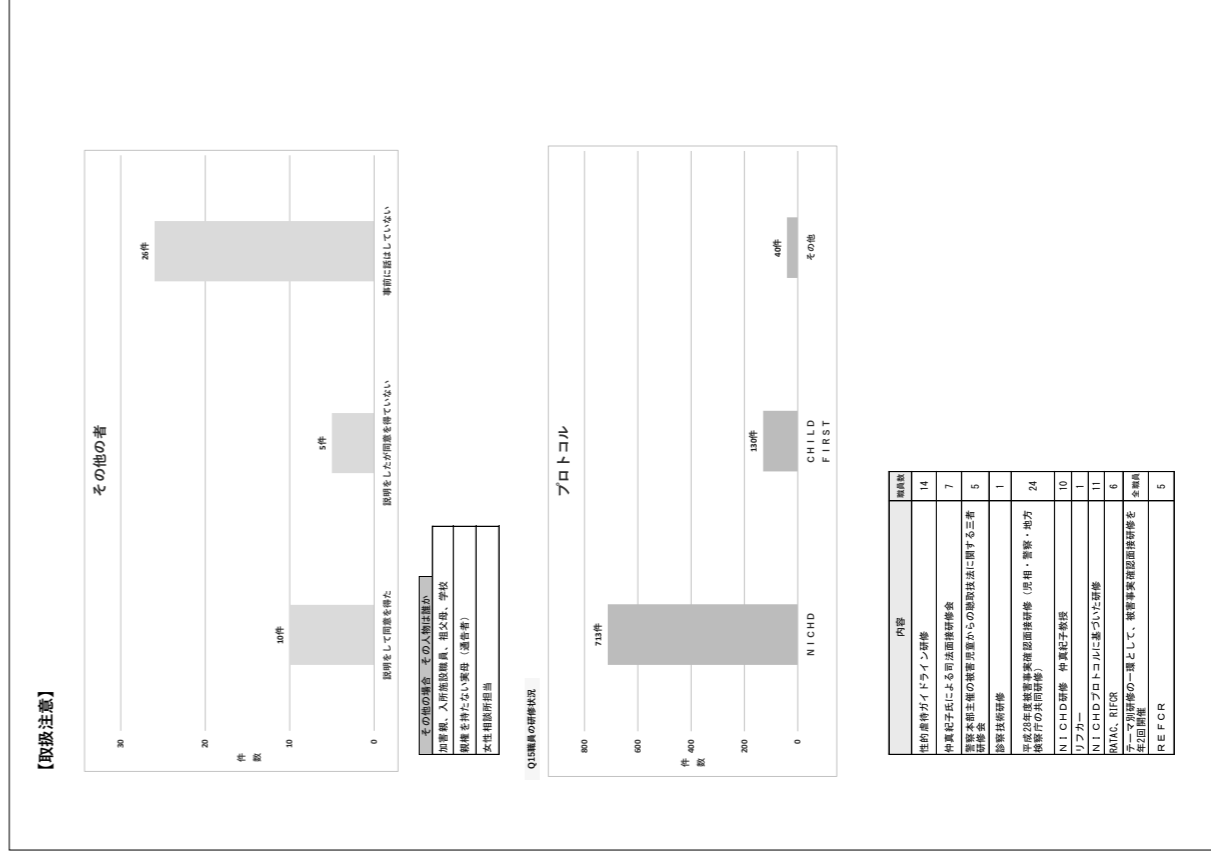 【取扱注意】
その他の者
30
20
10
0
件数
10件
5件
26件
説明をして同意を得た
説明をしたが同意を得ていない
事前に話はしていない
その他の場合 その人物は誰か
加害親、入所施設職員、祖父母、学校
親権を持たない実母（通告者）
女性相談所担当
Q15職員の研修状況
プロトコル
800
600
400
200
0
件数
713件
130件
40件
NICHD
CHILD
FIRST
その他
内容 職員数
性的虐待ガイドライン研修 14
仲真紀子氏による司法面接研修会 7
警察本部主催の被害児童からの聴取技法に関する三者
研修会 5
診察技術研修 1
平成28年度被害事実確認面接研修（児相・警察・地方
検察庁の共同研修） 24
ＮＩＣＨＤ研修 仲真紀子教授 10
リフカー 1
ＮＩＣＨＤプロトコルに基づいた研修 11
RATAC、RIFCR 6
テーマ別研修の一環として、被害事実確認面接研修を
年2回開催 全職員
ＲＥＦＣＲ 5